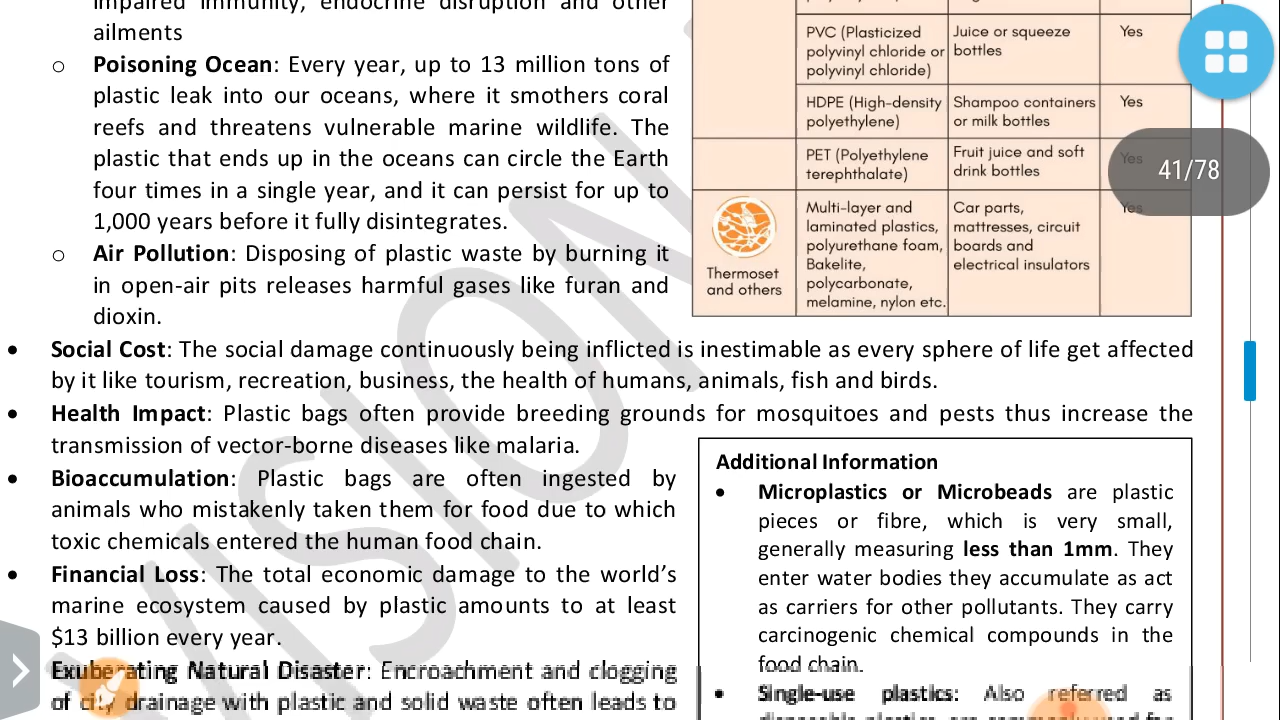 impaired immunity, endocrine disruption and other
ailments
o Poisoning Ocean: Every year, up to 13 million tons of
plastic leak into our oceans, where it smothers coral
reefs and threatens vulnerable marine wildlife. The
plastic that ends up in the oceans can circle the Earth
four times in a single year, and it can persist for up to
1,000 years before it fully disintegrates.
o Air Pollution: Disposing of plastic waste by burning it
in open-air pits releases harmful gases like furan and
dioxin.
PVC (Plasticized
polyvinyl chloride or
polyvinyl chloride)
Juice or squeeze
bottles
Yes
HDPE (High-density
polyethylene)
Shampoo containers
or milk bottles
Yes
PET (Polyethylene
terephthalate)
Fruit juice and soft
drink bottles
Yes
41/78
Thermoset
and others
Multi-layer and
laminated plastics,
polyurethane foam,
Bakelite,
polycarbonate,
melamine, nylon etc.
Car parts,
mattresses, circuit
boards and
electrical insulators
Yes
• Social Cost: The social damage continuously being inflicted is inestimable as every sphere of life get affected
by it like tourism, recreation, business, the health of humans, animals, fish and birds.
• Health Impact: Plastic bags often provide breeding grounds for mosquitoes and pests thus increase the
transmission of vector-borne diseases like malaria.
• Bioaccumulation: Plastic bags are often ingested by
animals who mistakenly taken them for food due to which
toxic chemicals entered the human food chain.
• Financial Loss: The total economic damage to the world's
marine ecosystem caused by plastic amounts to at least
$13 billion every year.
Exuberating Natural Disaster: Encroachment and clogging
of city drainage with plastic and solid waste often leads to
Additional Information
• Microplastics or Microbeads are plastic
pieces or fibre, which is very small,
generally measuring less than 1mm. They
enter water bodies they accumulate as act
as carriers for other pollutants. They carry
carcinogenic chemical compounds in the
food chain.
• Single-use plastics: Also referred as
VISION